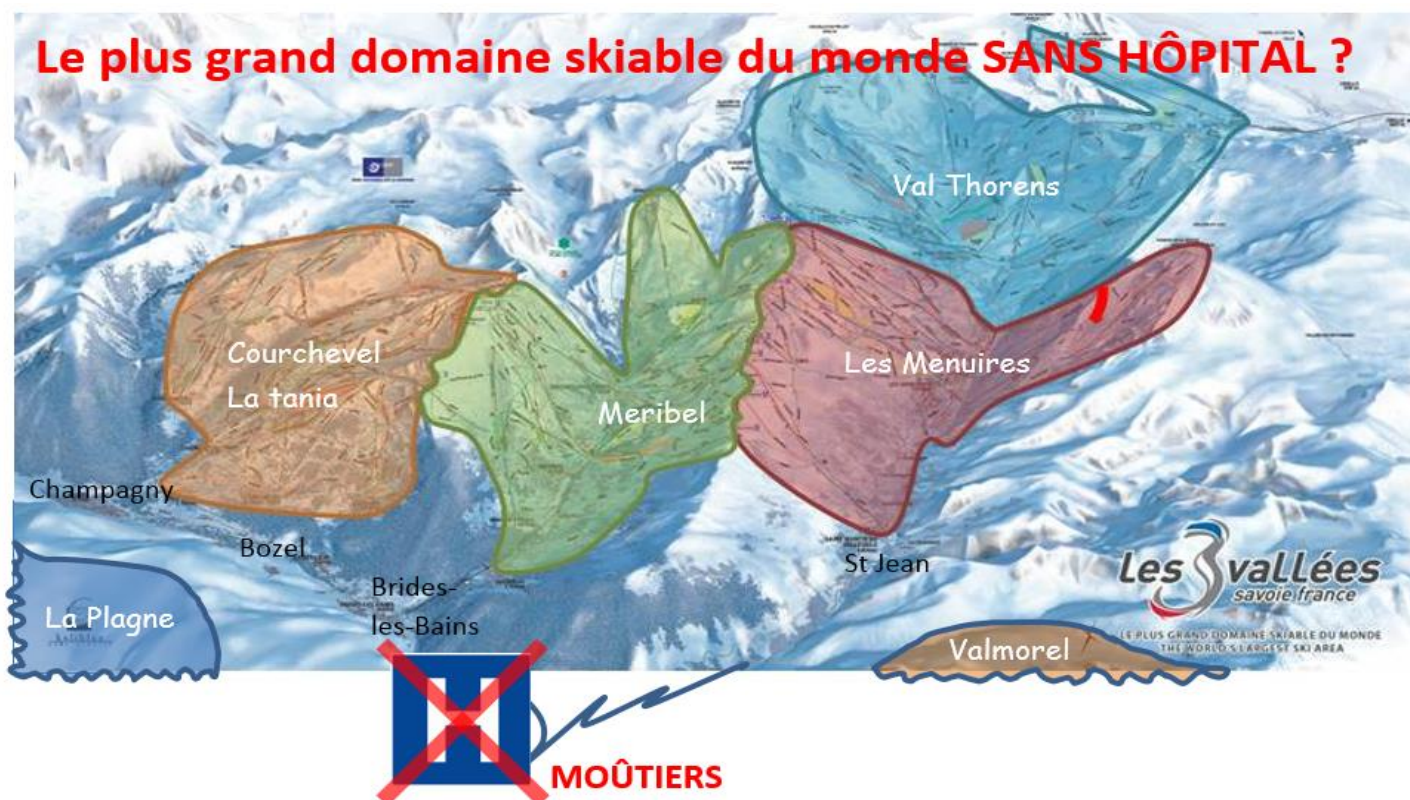 Le plus grand domaine skiable du monde SANS HÔPITAL ?
Val Thorens
Courchevel
La tania
Les Menuires
Meribel
Champagny
Bozel
St Jean
Brides-
les-Bains
Les 3 vallées
savoie france
LE PLUS GRAND DOMAINE SKIABLE DU MONDE
THE WORLD'S LARGEST SKI AREA
La Plagne
Valmorel
H
MOÛTIERS